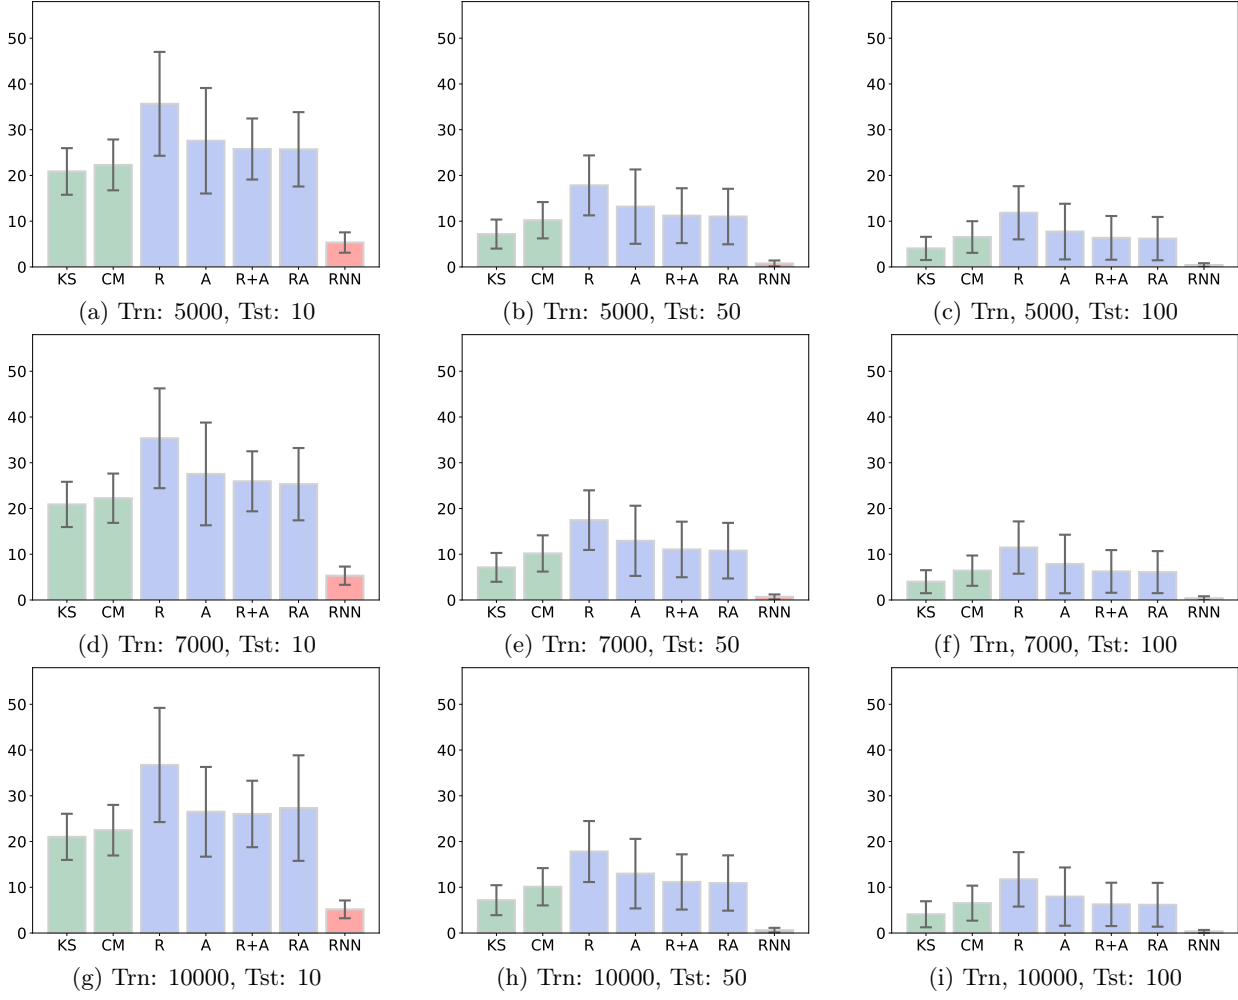 50 50 50
40 40 40
30 30 30
20 20 20
10 10 10
0 0 0
KS CM R A R+A RA RNN KS CM R A R+A RA RNN KS CM R A R+A RA RNN
(a) Trn: 5000, Tst: 10 (b) Trn: 5000, Tst: 50 (c) Trn, 5000, Tst: 100
50 50 50
40 40 40
30 30 30
20 20 20
10 10 10
0 0 0
KS CM R A R+A RA RNN KS CM R A R+A RA RNN KS CM R A R+A RA RNN
(d) Trn: 7000, Tst: 10 (e) Trn: 7000, Tst: 50 (f) Trn, 7000, Tst: 100
50 50 50
40 40 40
30 30 30
20 20 20
10 10 10
0 0 0
KS CM R A R+A RA RNN KS CM R A R+A RA RNN KS CM R A R+A RA RNN
(g) Trn: 10000, Tst: 10 (h) Trn: 10000, Tst: 50 (i) Trn, 10000, Tst: 100